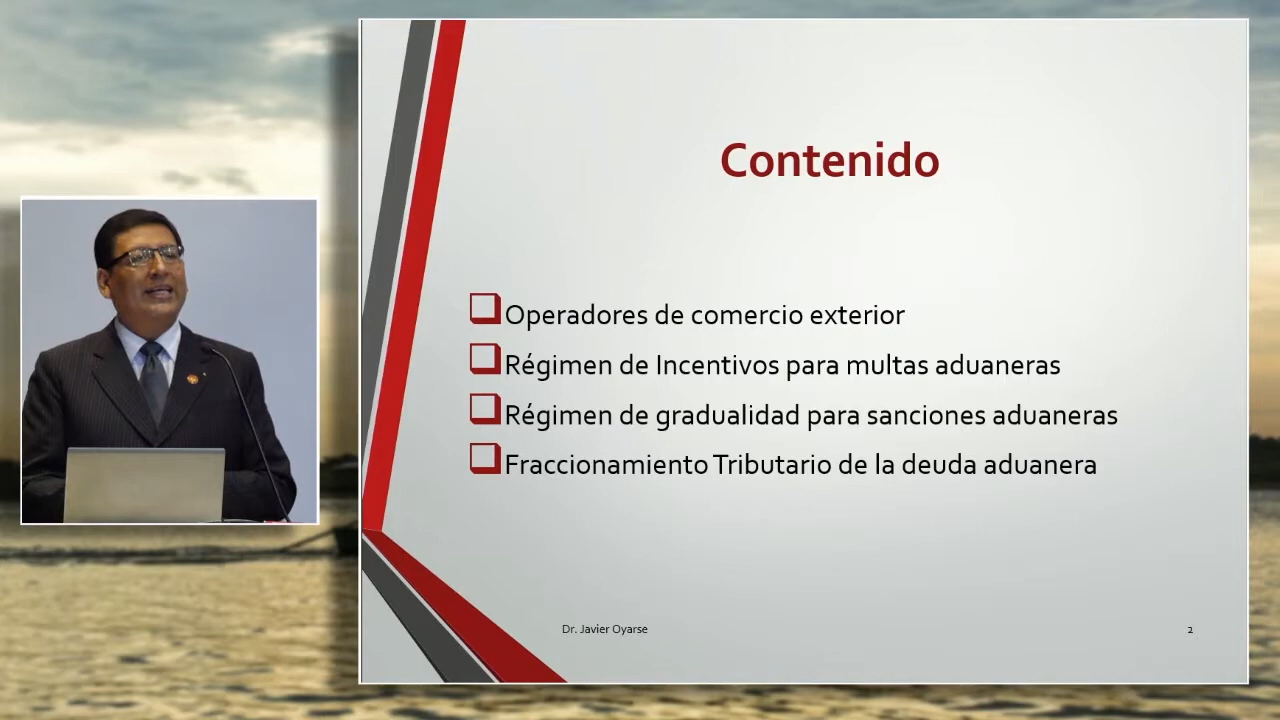 Contenido
Operadores de comercio exterior
Régimen de Incentivos para multas aduaneras
Régimen de gradualidad para sanciones aduaneras
Fraccionamiento Tributario de la deuda aduanera
Dr. Javier Oyarse
2